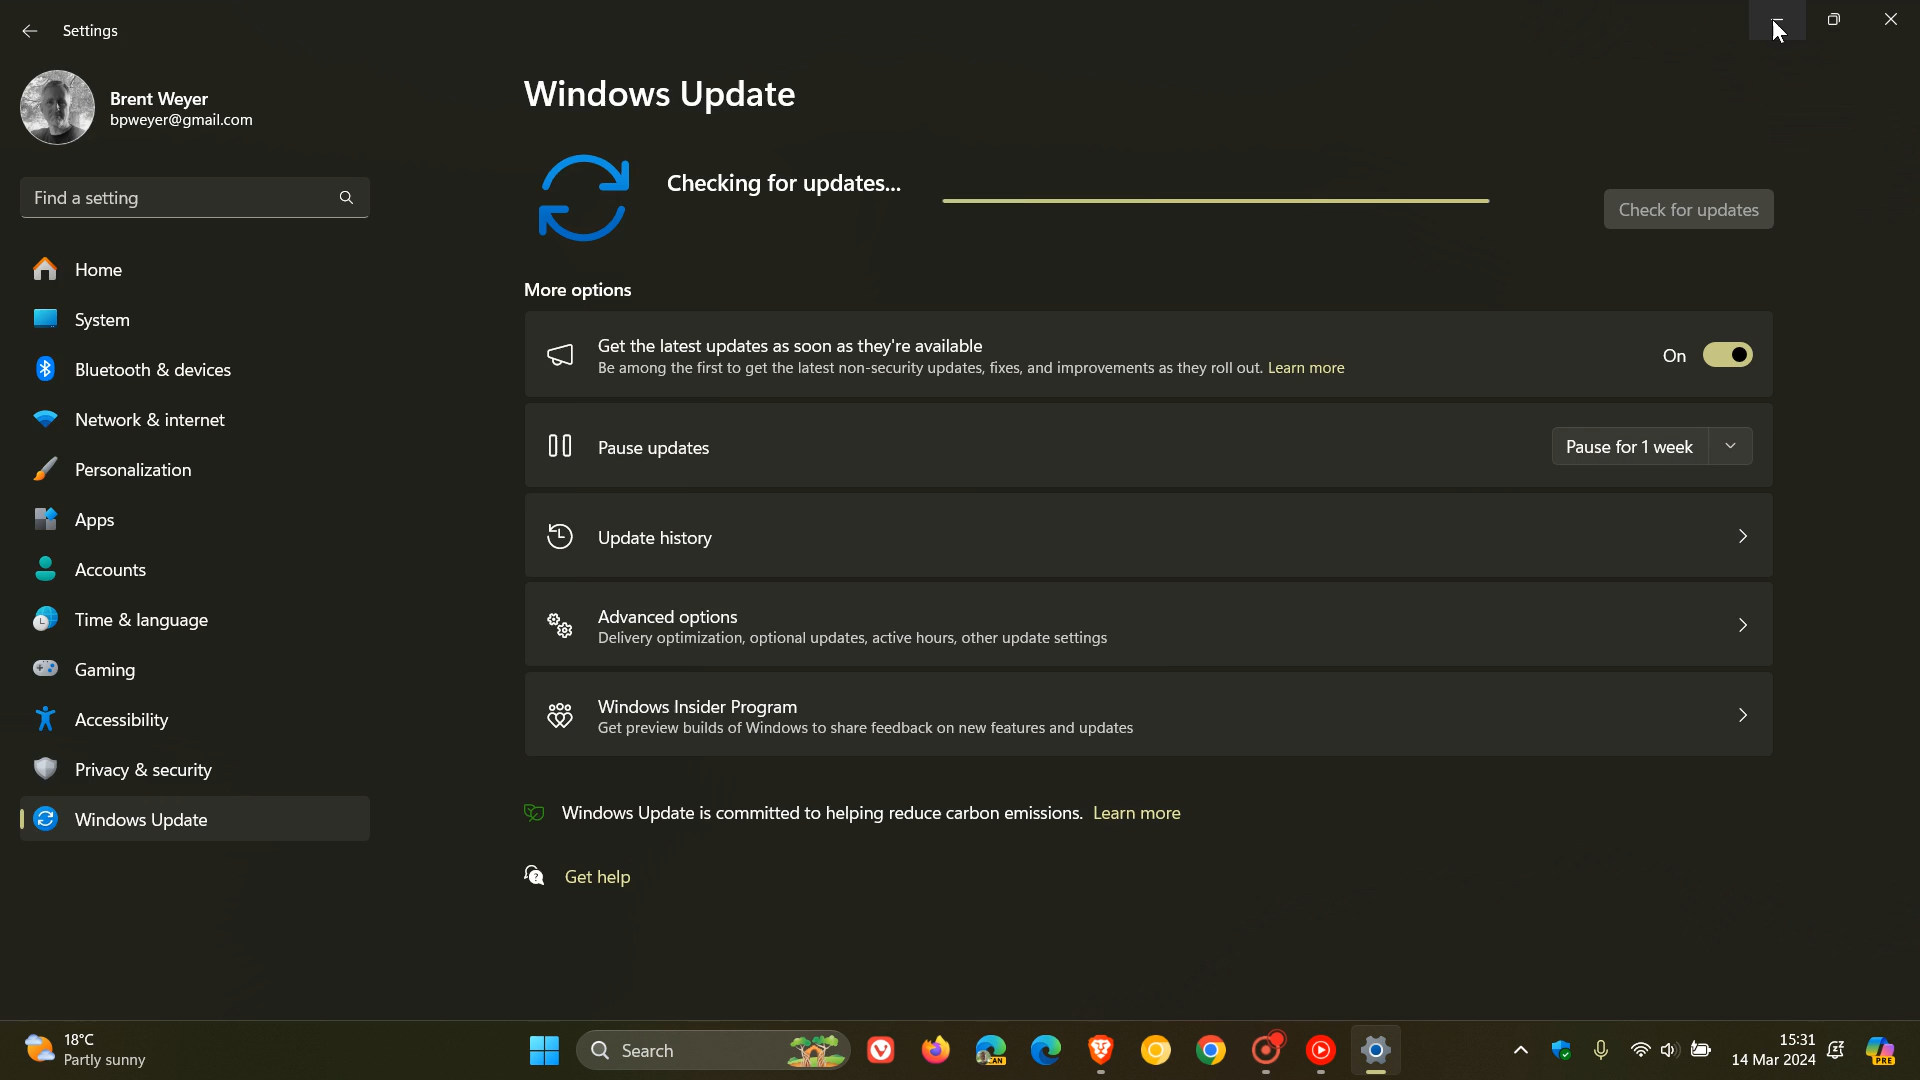 Settings
Brent Weyer
bpweyer@gmail.com
Find a setting
Home
System
Bluetooth & devices
Network & internet
Personalization
Apps
Accounts
Time & language
Gaming
Accessibility
Privacy & security
Windows Update
Windows Update
Checking for updates...
Check for updates
More options
Get the latest updates as soon as they're available
Be among the first to get the latest non-security updates, fixes, and improvements as they roll out. Learn more
On
Pause updates
Pause for 1 week
Update history
Advanced options
Delivery optimization, optional updates, active hours, other update settings
Windows Insider Program
Get preview builds of Windows to share feedback on new features and updates
Windows Update is committed to helping reduce carbon emissions. Learn more
Get help
18°C
Partly sunny
Search
CAN
15:31
14 Mar 2024
PRE